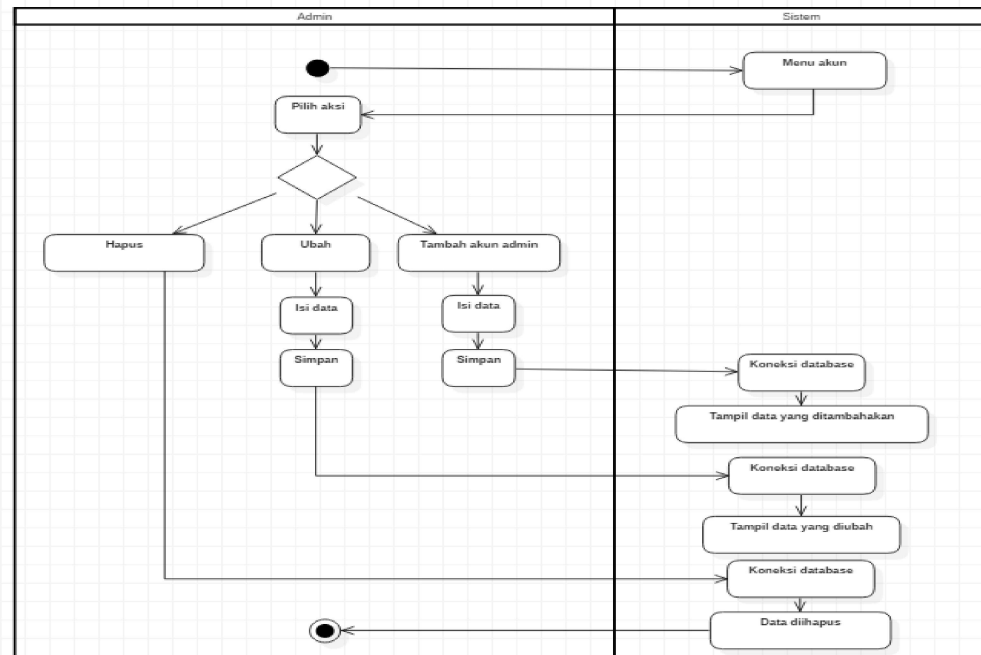 Admin
Sistem
Menu akun
Pilih aksi
Hapus
Ubah
Tambah akun admin
Isi data
Isi data
Simpan
Simpan
Koneksi database
Tampil data yang ditambahakan
Koneksi database
Tampil data yang diubah
Koneksi database
Data diihapus